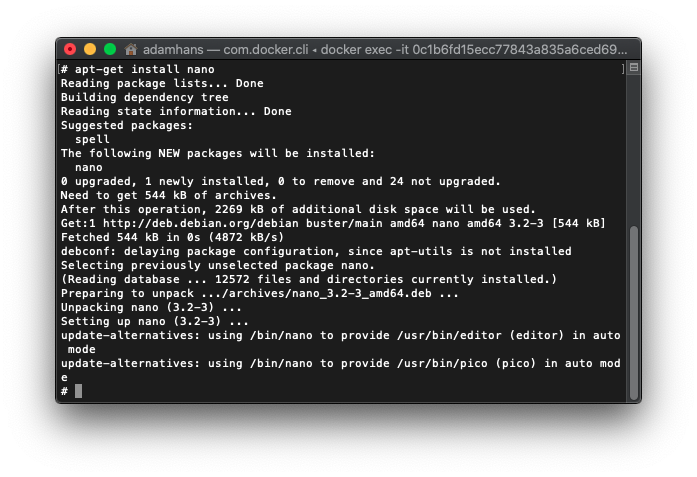 adamhans — com.docker.cli ◂ docker exec -it 0c1b6fd15ecc77843a835a6ced69...
# apt-get install nano
Reading package lists... Done
Building dependency tree
Reading state information... Done
Suggested packages:
  spell
The following NEW packages will be installed:
  nano
0 upgraded, 1 newly installed, 0 to remove and 24 not upgraded.
Need to get 544 kB of archives.
After this operation, 2269 kB of additional disk space will be used.
Get:1 http://deb.debian.org/debian buster/main amd64 nano amd64 3.2-3 [544 kB]
Fetched 544 kB in 0s (4872 kB/s)
debconf: delaying package configuration, since apt-utils is not installed
Selecting previously unselected package nano.
(Reading database ... 12572 files and directories currently installed.)
Preparing to unpack .../archives/nano_3.2-3_amd64.deb ...
Unpacking nano (3.2-3) ...
Setting up nano (3.2-3) ...
update-alternatives: using /bin/nano to provide /usr/bin/editor (editor) in auto
 mode
update-alternatives: using /bin/nano to provide /usr/bin/pico (pico) in auto mod
e
#